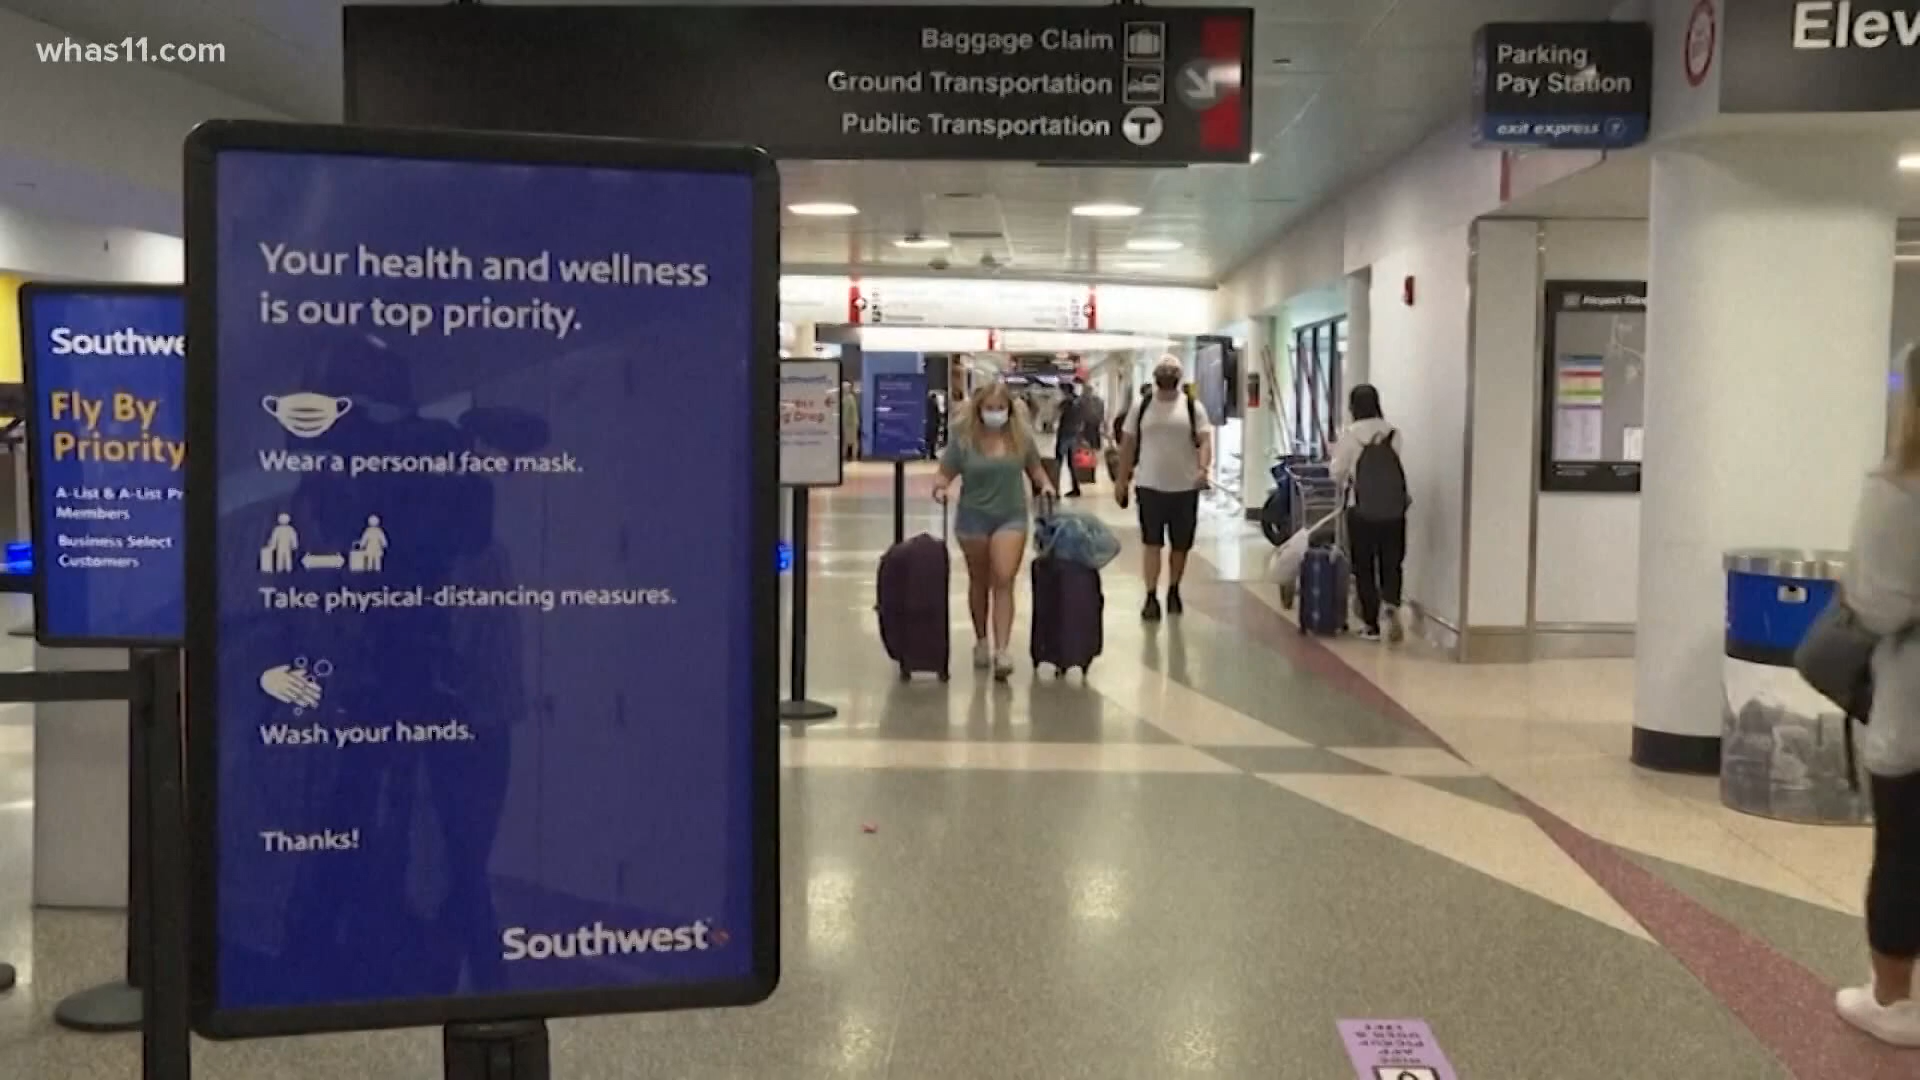 whas11.com
Baggage Claim
Ground Transportation
Public Transportation
T
Parking
Pay Station
exit express
Elev
Southwe
Fly By
Priority
A-List & A-List Pr
Members
Business Select
Customers
Your health and wellness
is our top priority.
Wear a personal face mask.
Take physical-distancing measures.
Wash your hands.
Thanks!
Southwest